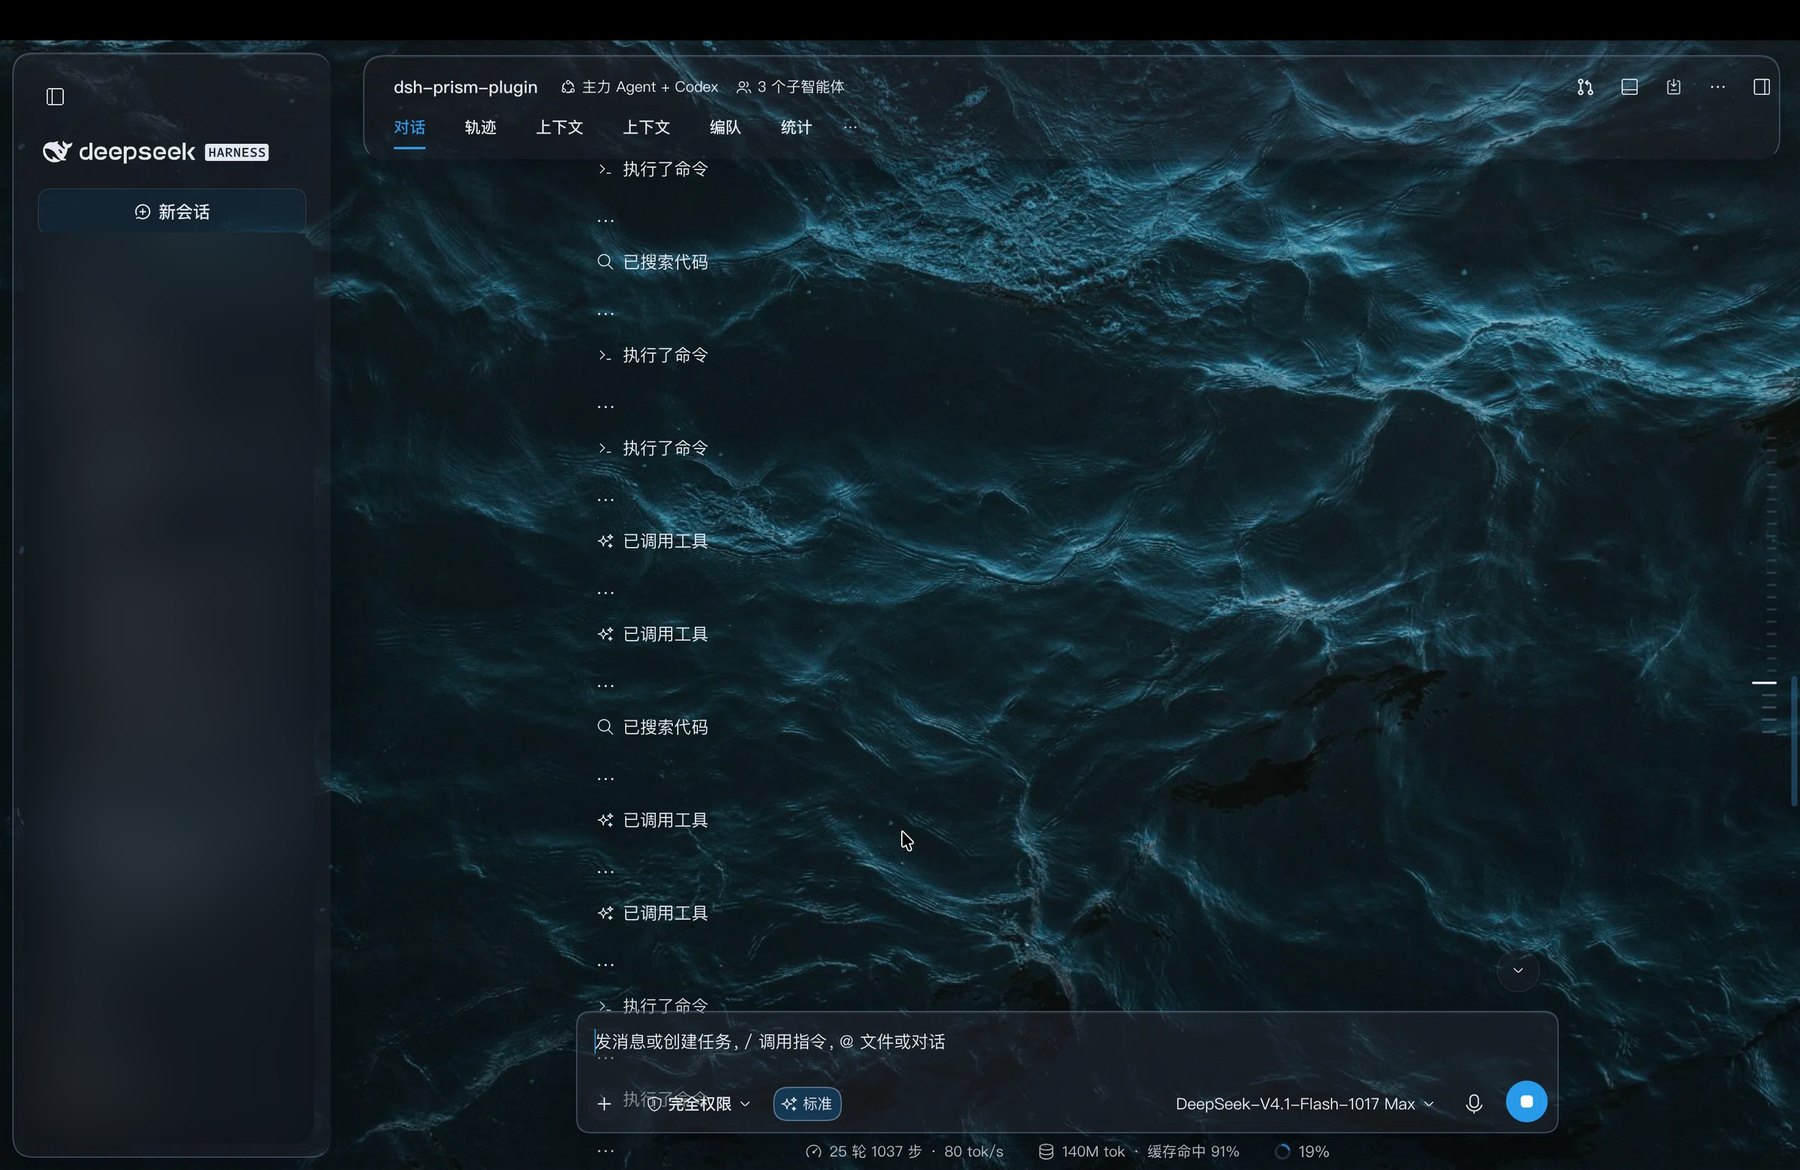 deepseek HARNESS
新会话
dsh-prism-plugin 主力 Agent + Codex 3 个子智能体
对话 轨迹 上下文 上下文 编队 统计 ...
执行了命令
...
已搜索代码
...
执行了命令
...
执行了命令
...
已调用工具
...
已调用工具
...
已搜索代码
...
已调用工具
...
已调用工具
...
执行了命令
发消息或创建任务, / 调用指令, @ 文件或对话
...
执行了命令
完全权限 标准 DeepSeek-V4.1-Flash-1017 Max
...
25 轮 1037 步 · 80 tok/s 140M tok · 缓存命中 91% 19%